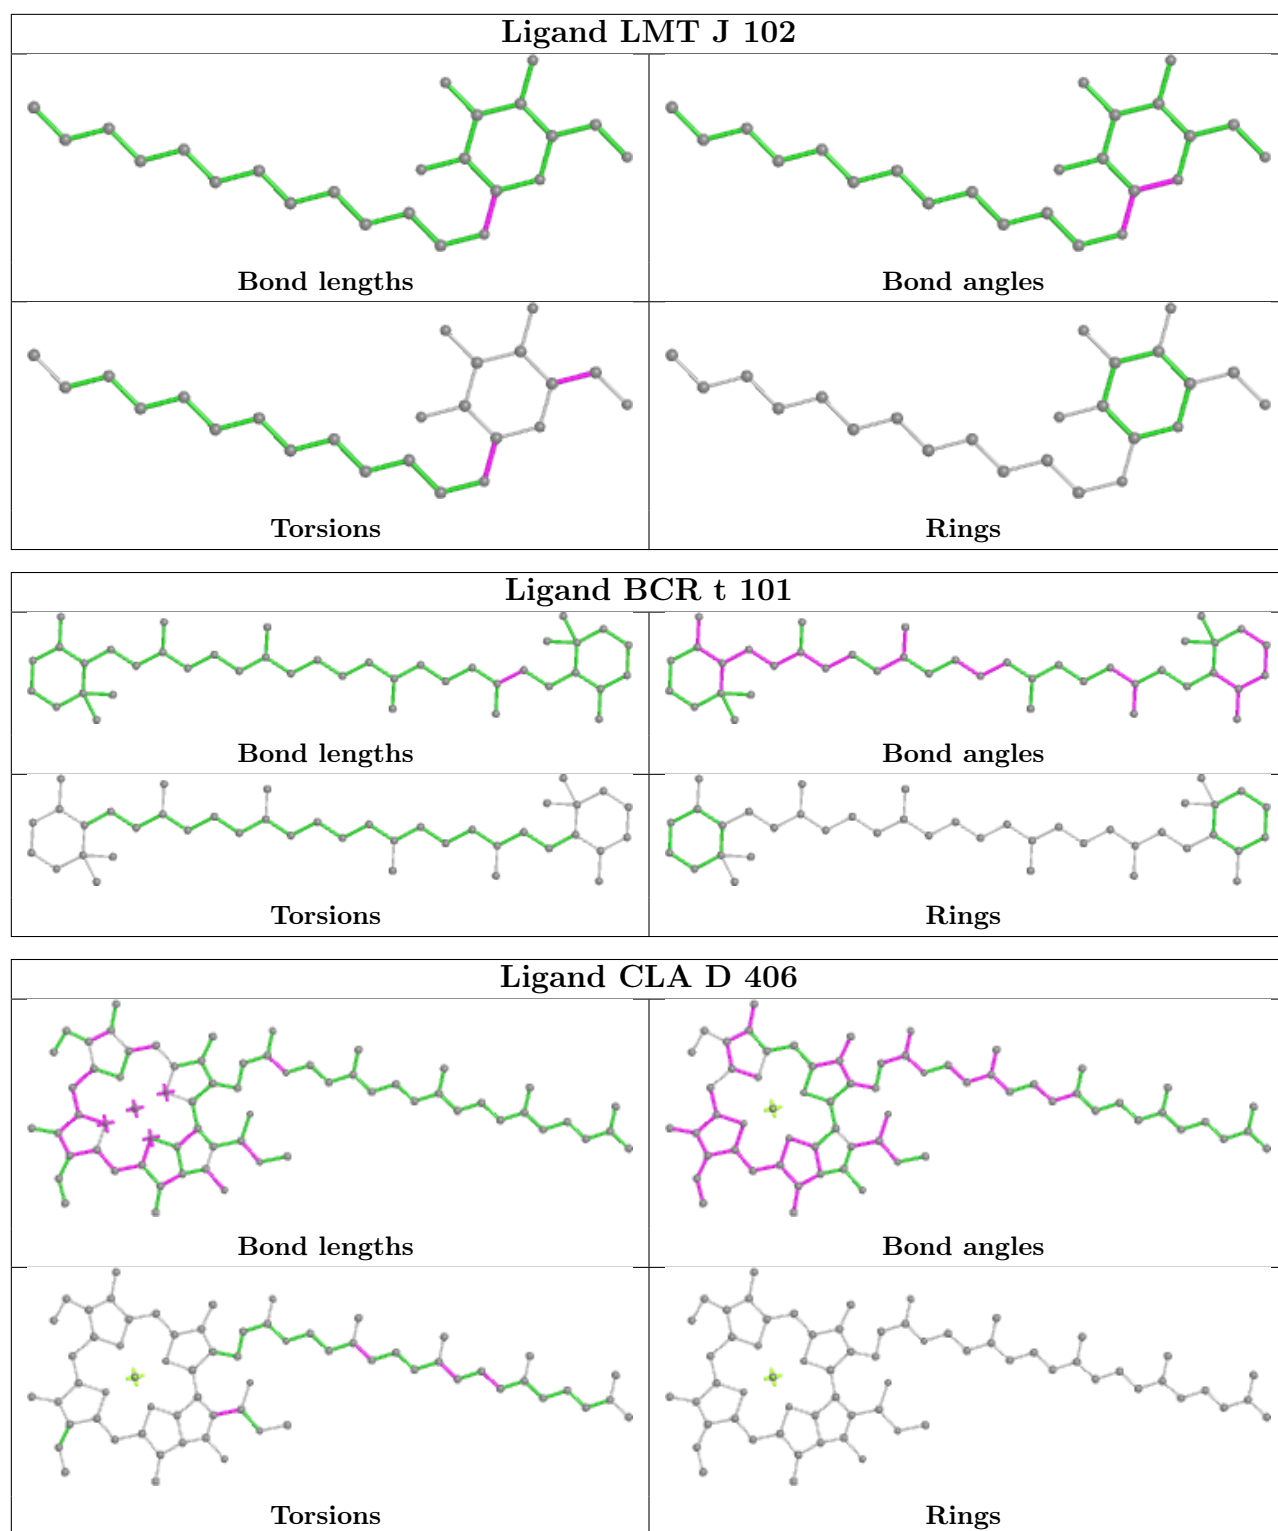 Ligand LMT J 102
Bond lengths
Bond angles
Torsions
Rings
Ligand BCR t 101
Bond lengths
Bond angles
Torsions
Rings
Ligand CLA D 406
Bond lengths
Bond angles
Torsions
Rings